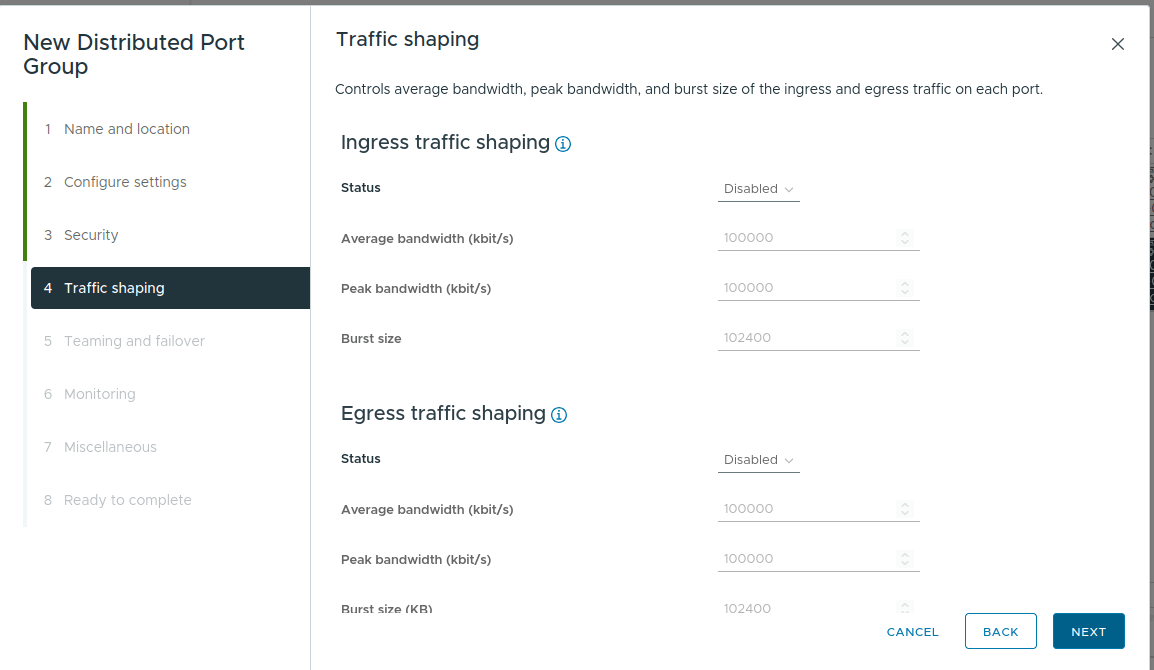 New Distributed Port
Group
1 Name and location
2 Configure settings
3 Security
4 Traffic shaping
5 Teaming and failover
6 Monitoring
7 Miscellaneous
8 Ready to complete
Traffic shaping
Controls average bandwidth, peak bandwidth, and burst size of the ingress and egress traffic on each port.
Ingress traffic shaping
Status Disabled
Average bandwidth (kbit/s) 100000
Peak bandwidth (kbit/s) 100000
Burst size 102400
Egress traffic shaping
Status Disabled
Average bandwidth (kbit/s) 100000
Peak bandwidth (kbit/s) 100000
Burst size (KB) 102400
CANCEL BACK NEXT